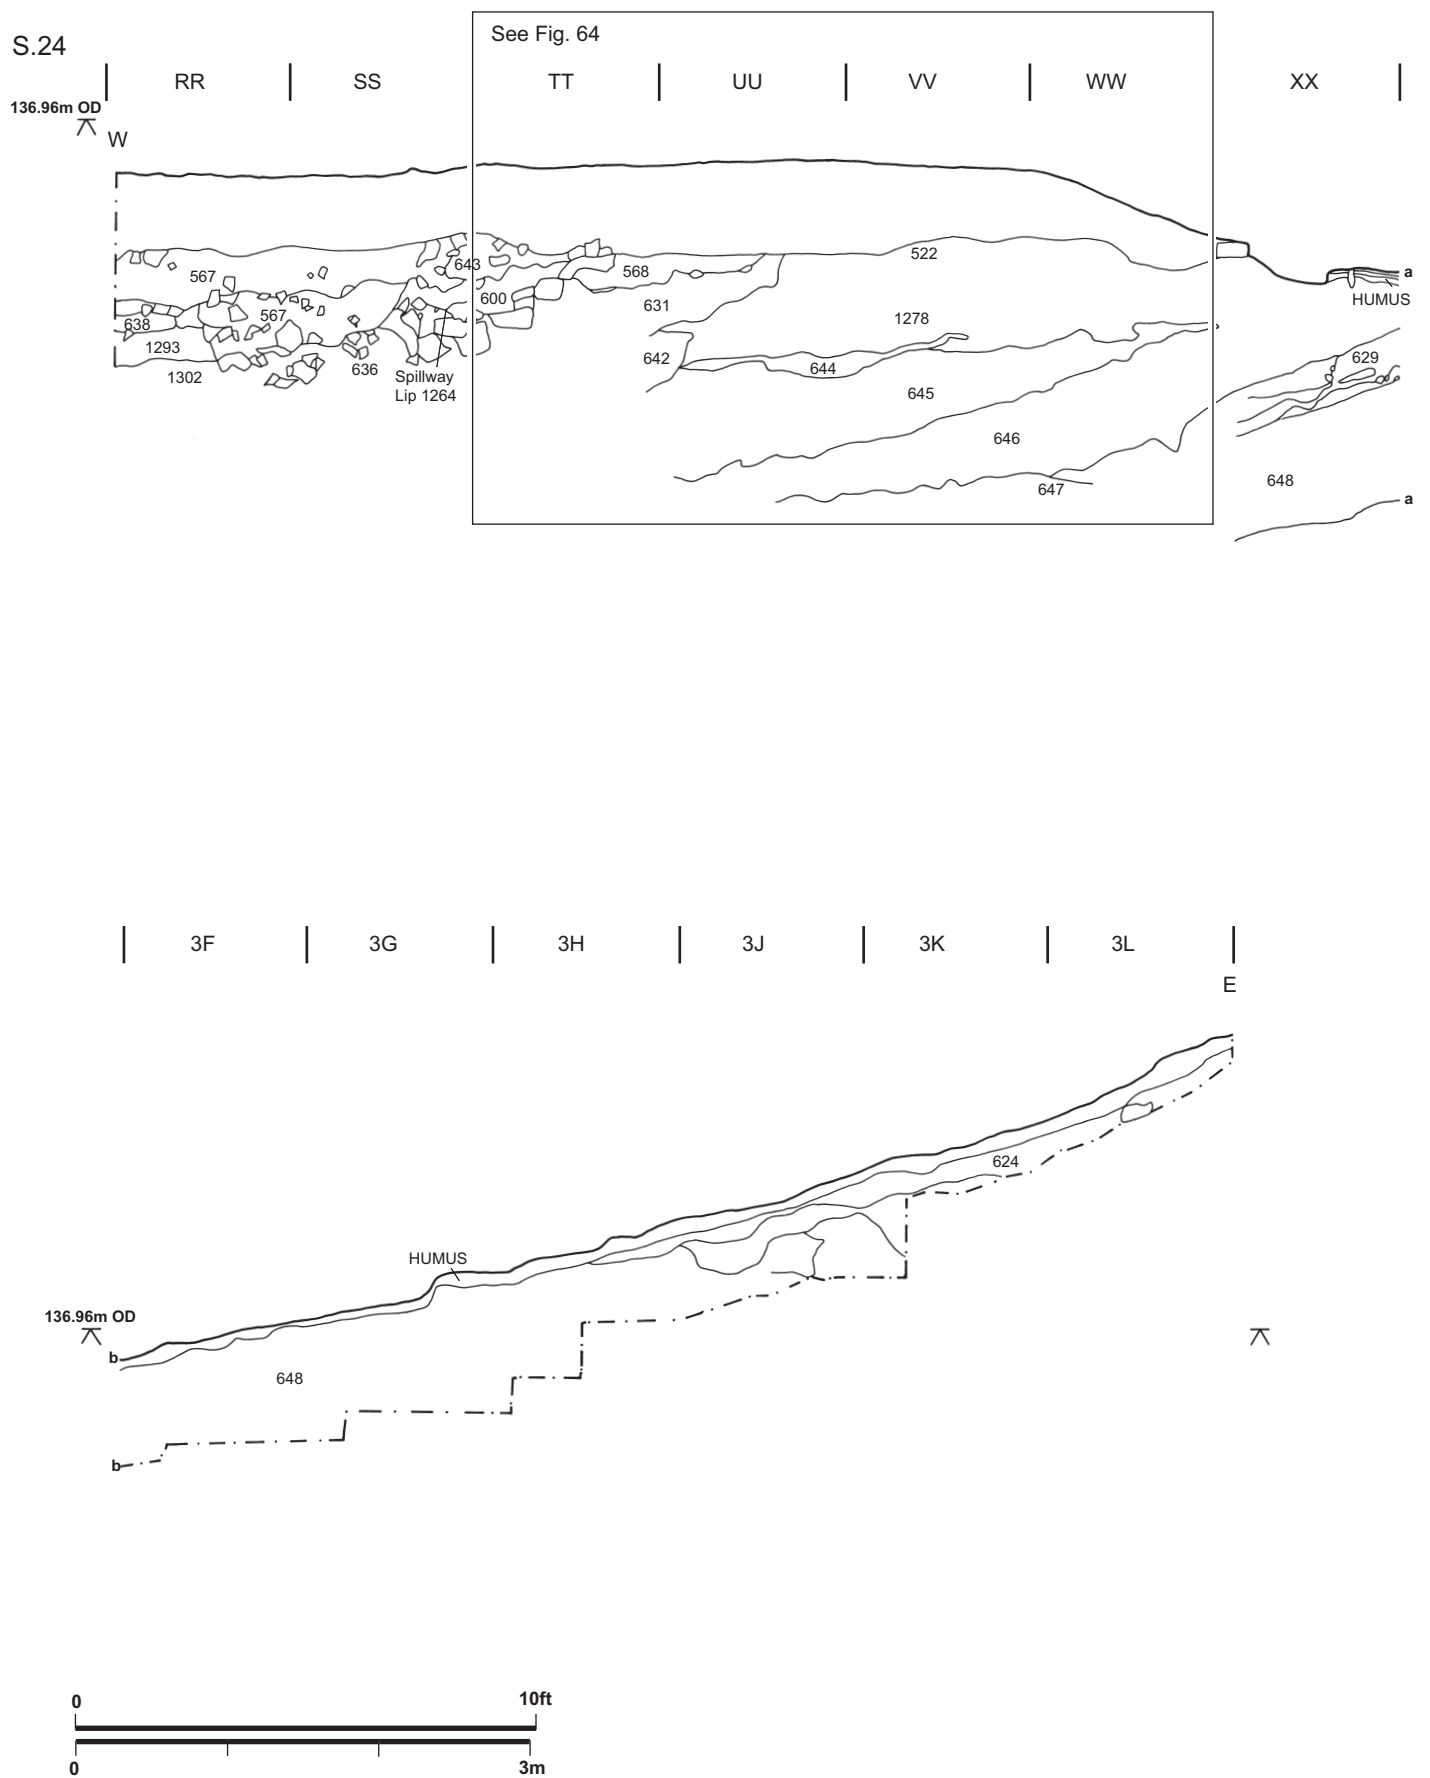 See Fig. 64
S.24
RR SS TT UU VV WW XX
136.96m OD
W
522
643
567
568
a
600
HUMUS
631
567
1278
638
1293
642
629
636
644
1302
Spillway
Lip 1264
645
646
648
647
a
3F 3G 3H 3J 3K 3L
E
624
HUMUS
136.96m OD
b
648
b
0 10ft
0 3m